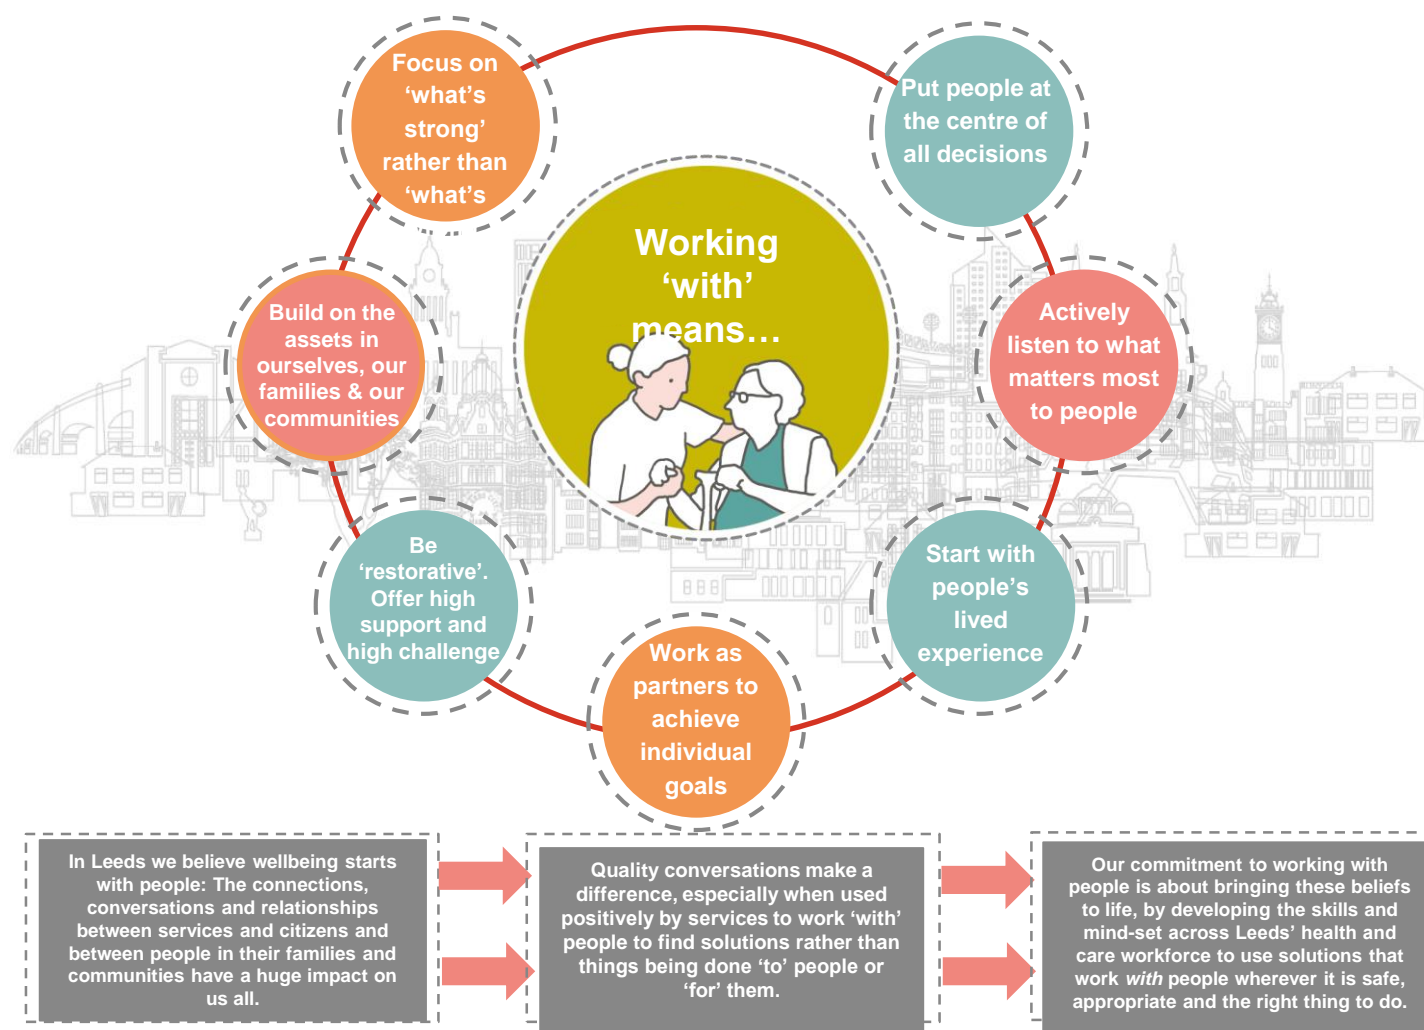 Focus on
‘what’s
strong’
rather than
‘what’s
Put people at
the centre of
all decisions
Working
‘with’
means…
Build on the
assets in
ourselves, our
families & our
communities
Actively
listen to what
matters most
to people
Be
‘restorative’.
Offer high
support and
high challenge
Start with
people’s
lived
experience
Work as
partners to
achieve
individual
goals
In Leeds we believe wellbeing starts
with people: The connections,
conversations and relationships
between services and citizens and
between people in their families and
communities have a huge impact on
us all.
Quality conversations make a
difference, especially when used
positively by services to work ‘with’
people to find solutions rather than
things being done ‘to’ people or
‘for’ them.
Our commitment to working with
people is about bringing these beliefs
to life, by developing the skills and
mind-set across Leeds’ health and
care workforce to use solutions that
work with people wherever it is safe,
appropriate and the right thing to do.